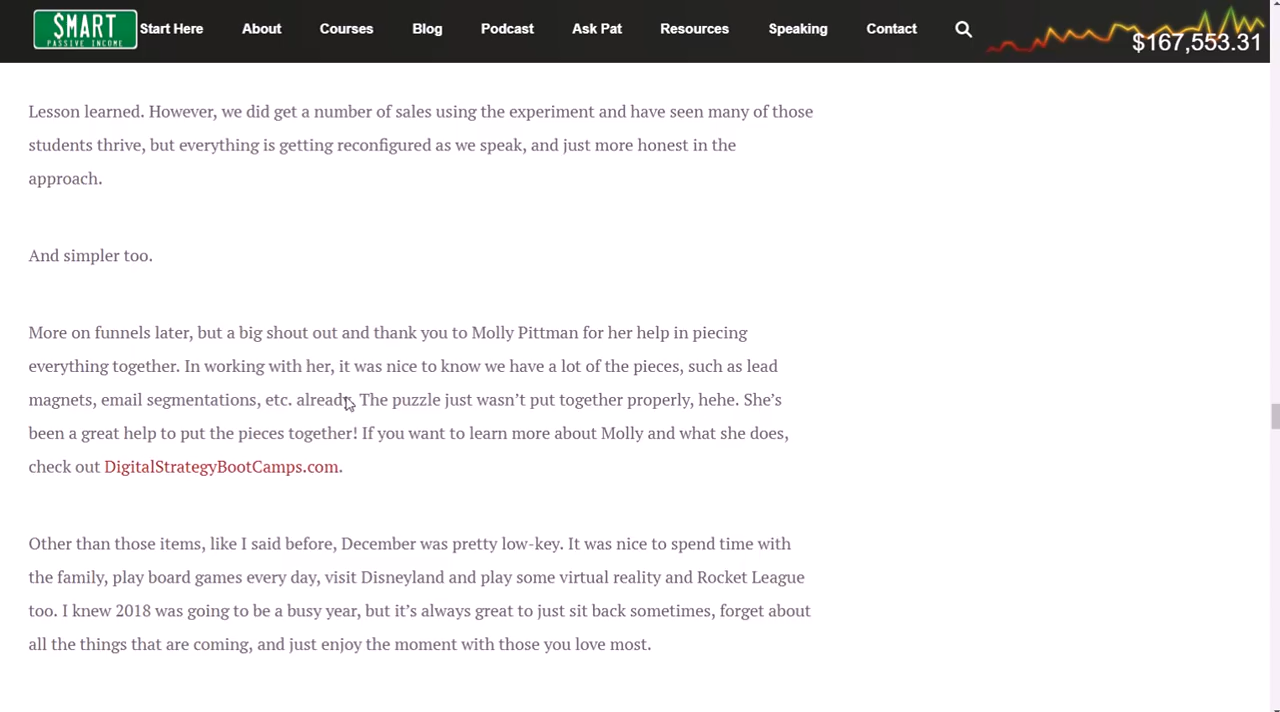 $MART
PASSIVE INCOME
Start Here About Courses Blog Podcast Ask Pat Resources Speaking Contact
$167,553.31
Lesson learned. However, we did get a number of sales using the experiment and have seen many of those
students thrive, but everything is getting reconfigured as we speak, and just more honest in the
approach.
And simpler too.
More on funnels later, but a big shout out and thank you to Molly Pittman for her help in piecing
everything together. In working with her, it was nice to know we have a lot of the pieces, such as lead
magnets, email segmentations, etc. already. The puzzle just wasn’t put together properly, hehe. She’s
been a great help to put the pieces together! If you want to learn more about Molly and what she does,
check out DigitalStrategyBootCamps.com.
Other than those items, like I said before, December was pretty low-key. It was nice to spend time with
the family, play board games every day, visit Disneyland and play some virtual reality and Rocket League
too. I knew 2018 was going to be a busy year, but it’s always great to just sit back sometimes, forget about
all the things that are coming, and just enjoy the moment with those you love most.